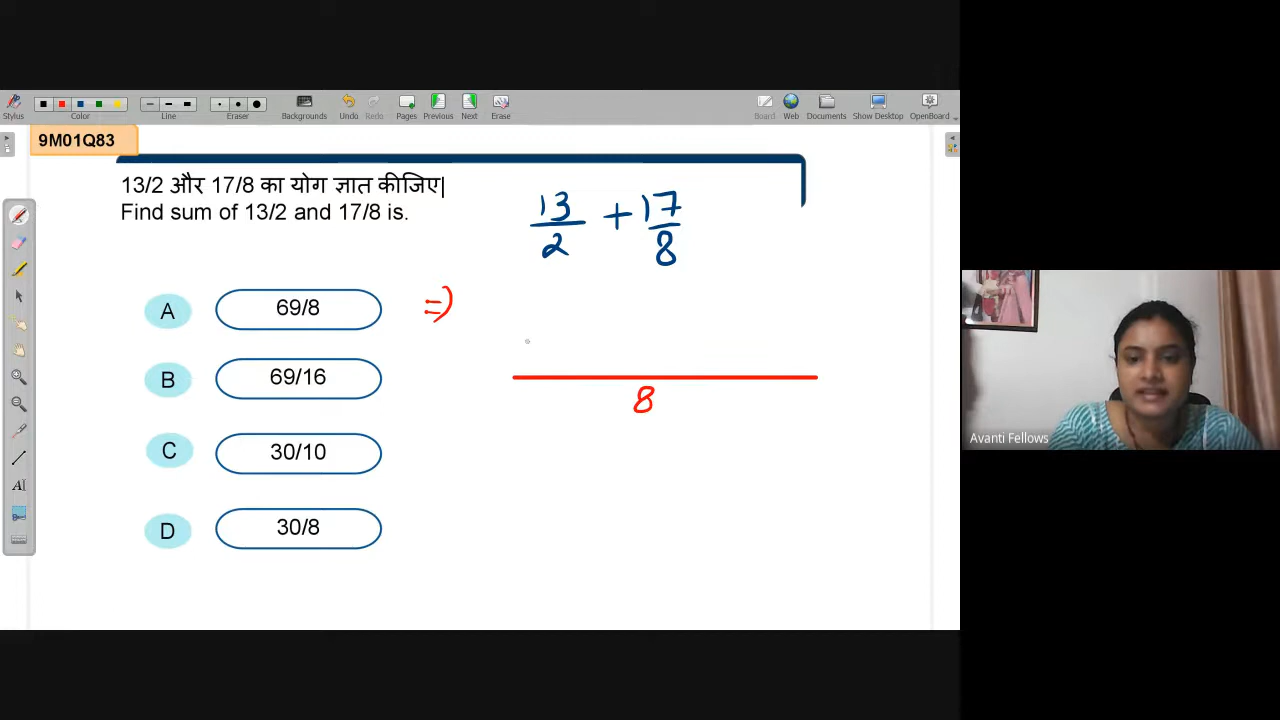 Stylus
Color
Line
Eraser
Backgrounds
Undo
Redo
Pages
Previous
Next
Erase
Board
Web
Documents
Show Desktop
OpenBoard
9M01Q83
13/2 और 17/8 का योग ज्ञात कीजिए|
Find sum of 13/2 and 17/8 is.
13/2 + 17/8
A 69/8
=)
8
B 69/16
C 30/10
D 30/8
AI
Avanti Fellows